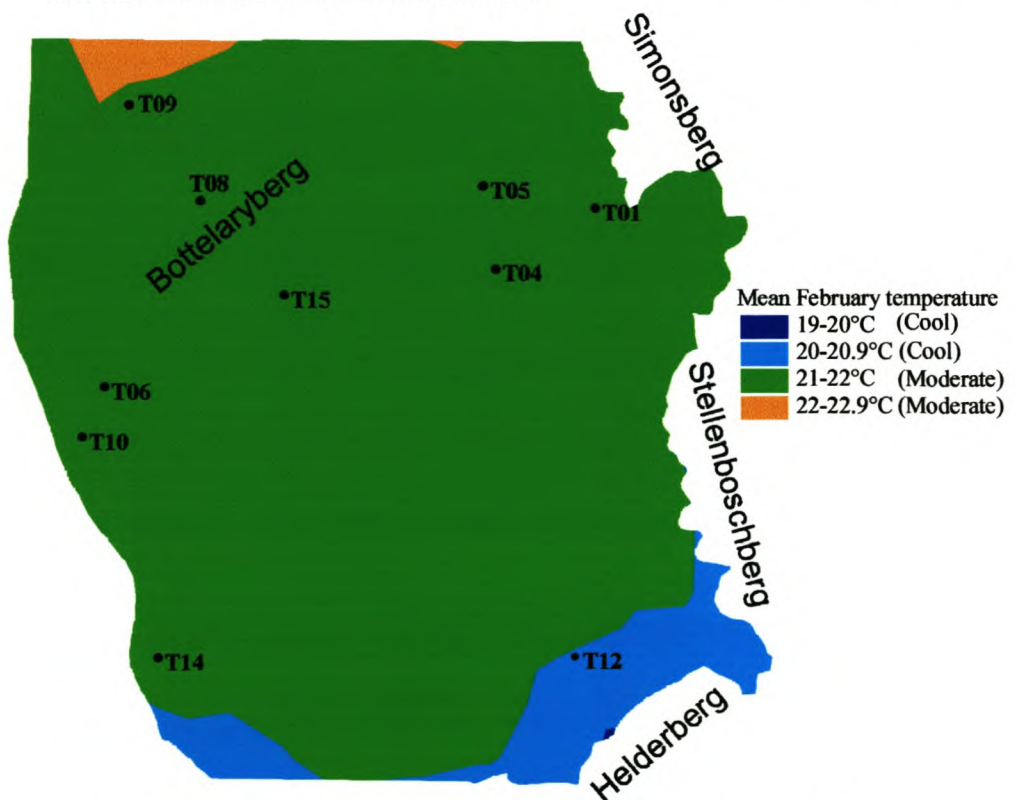 Simonsberg
T09
T08
Bottelaryberg
T05
T01
T04
T15
Mean February temperature
19-20°C (Cool)
20-20.9°C (Cool)
21-22°C (Moderate)
22-22.9°C (Moderate)
T06
T10
Stellenboschberg
T14
T12
Helderberg